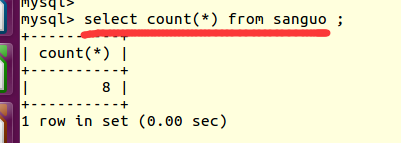 mysql>
mysql> select count(*) from sanguo ;
+----------+
| count(*) |
+----------+
|        8 |
+----------+
1 row in set (0.00 sec)